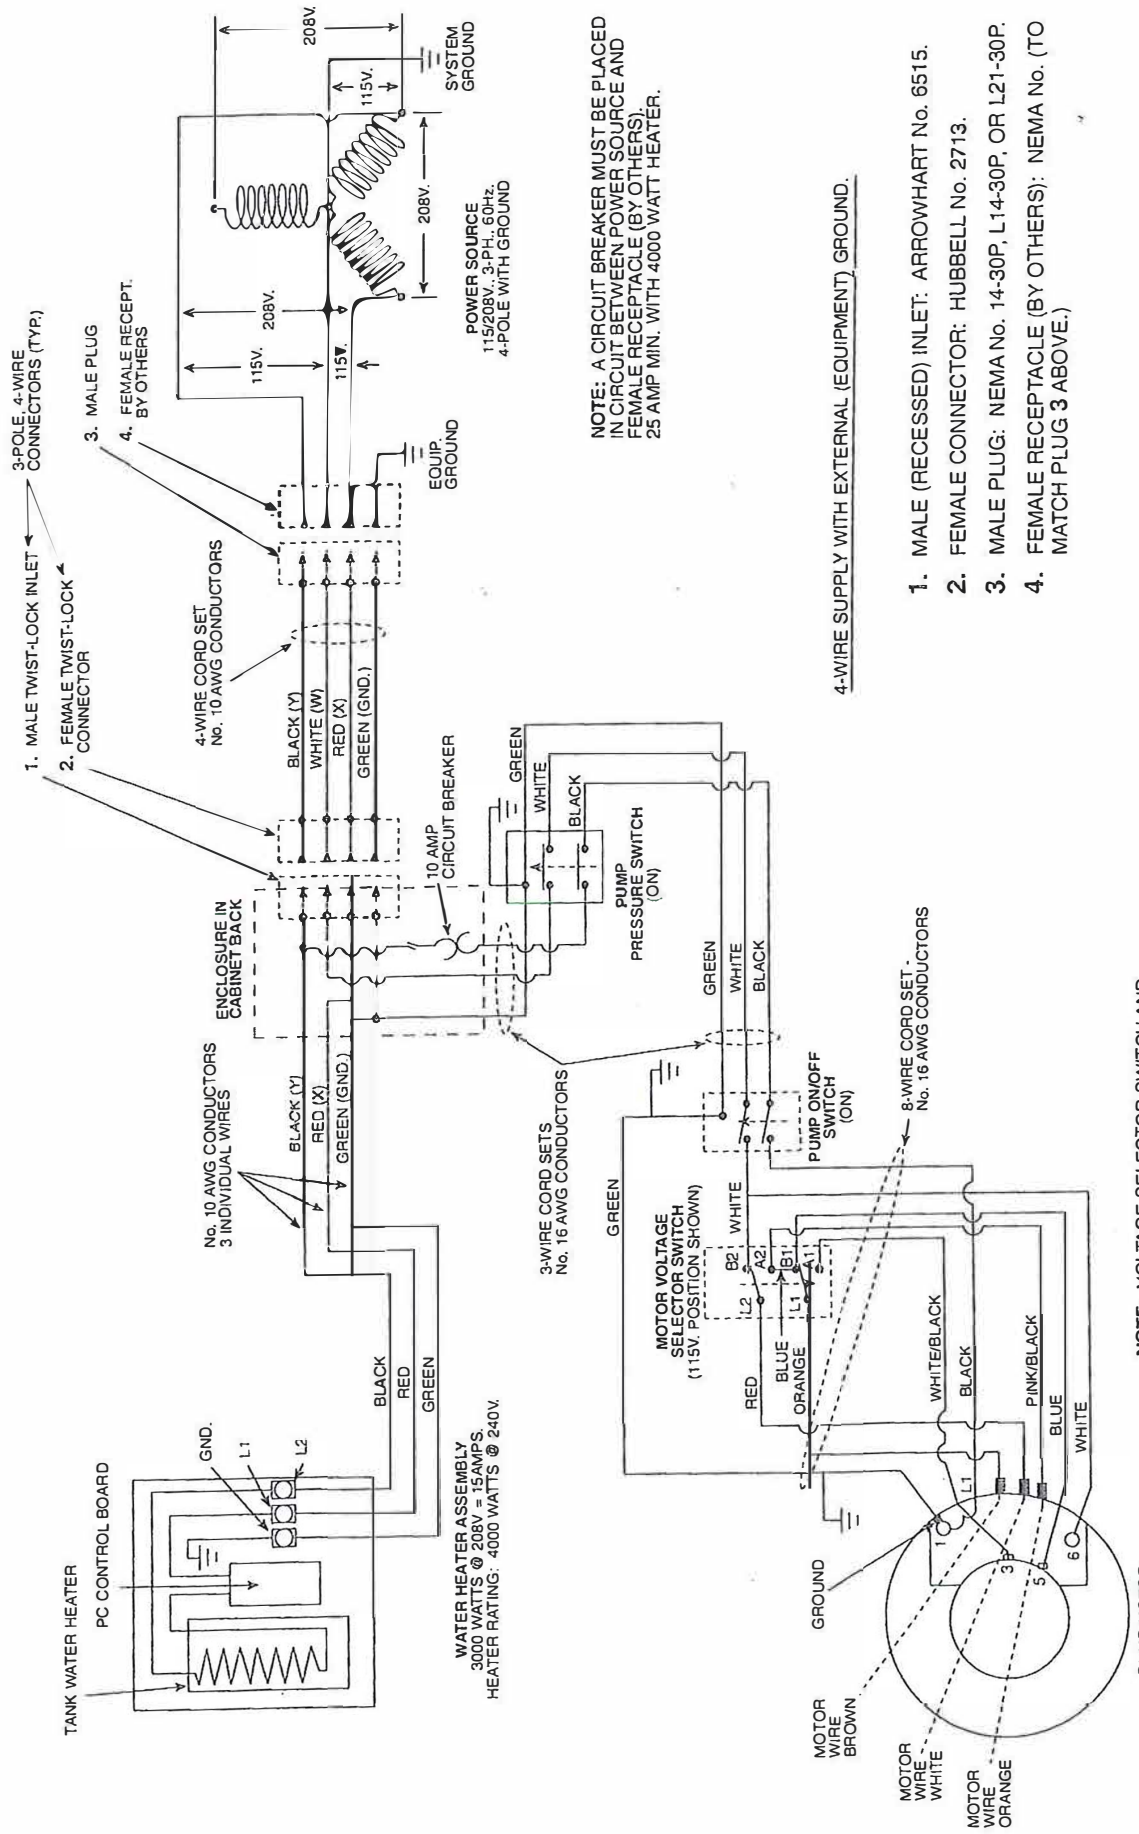 1. MALE TWIST-LOCK INLET
2. FEMALE TWIST-LOCK
CONNECTOR
3-POLE, 4-WIRE
CONNECTORS (TYP.)
3. MALE PLUG
4. FEMALE RECEPT.
BY OTHERS
4-WIRE CORD SET
No. 10 AWG CONDUCTORS
208V.
115V.
SYSTEM
GROUND
208V.
115V.
115V.
208V.
POWER SOURCE
115/208V., 3-PH., 60Hz.
4-POLE WITH GROUND
EQUIP.
GROUND
BLACK (Y)
WHITE (W)
RED (X)
GREEN (GND.)
ENCLOSURE IN
CABINET BACK
10 AMP
CIRCUIT BREAKER
No. 10 AWG CONDUCTORS
3 INDIVIDUAL WIRES
BLACK (Y)
RED (X)
GREEN (GND.)
TANK WATER HEATER
PC CONTROL BOARD
GND.
L1
L2
BLACK
RED
GREEN
WATER HEATER ASSEMBLY
3000 WATTS @ 208V = 15AMPS.
HEATER RATING: 4000 WATTS @ 240V.
NOTE: A CIRCUIT BREAKER MUST BE PLACED
IN CIRCUIT BETWEEN POWER SOURCE AND
FEMALE RECEPTACLE (BY OTHERS).
25 AMP MIN. WITH 4000 WATT HEATER.
GREEN
WHITE
BLACK
PUMP
PRESSURE SWITCH
(ON)
3-WIRE CORD SETS
No. 16 AWG CONDUCTORS
GREEN
WHITE
BLACK
PUMP ON/OFF
SWITCH
(ON)
GREEN
WHITE
MOTOR VOLTAGE
SELECTOR SWITCH
(115V. POSITION SHOWN)
B2
A2
B1
A1
L2
L1
RED
BLUE
ORANGE
8-WIRE CORD SET -
No. 16 AWG CONDUCTORS
WHITE/BLACK
BLACK
PINK/BLACK
BLUE
WHITE
L1
1
3
5
6
GROUND
MOTOR
WIRE
BROWN
MOTOR
WIRE
WHITE
MOTOR
WIRE
ORANGE
4-WIRE SUPPLY WITH EXTERNAL (EQUIPMENT) GROUND.
1. MALE (RECESSED) INLET: ARROWHART No. 6515.
2. FEMALE CONNECTOR: HUBBELL No. 2713.
3. MALE PLUG: NEMA No. 14-30P, L14-30P, OR L21-30P.
4. FEMALE RECEPTACLE (BY OTHERS): NEMA No. (TO
MATCH PLUG 3 ABOVE.)